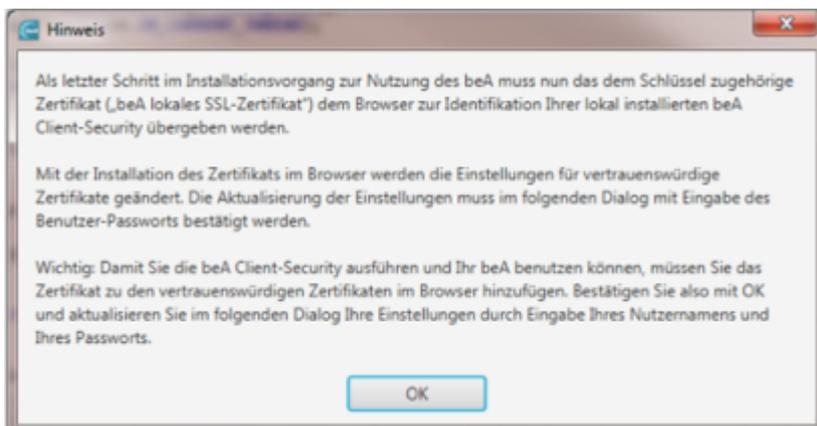 Hinweis
Als letzter Schritt im Installationsvorgang zur Nutzung des beA muss nun das dem Schlüssel zugehörige
Zertifikat („beA lokales SSL-Zertifikat“) dem Browser zur Identifikation Ihrer lokal installierten beA
Client-Security übergeben werden.
Mit der Installation des Zertifikats im Browser werden die Einstellungen für vertrauenswürdige
Zertifikate geändert. Die Aktualisierung der Einstellungen muss im folgenden Dialog mit Eingabe des
Benutzer-Passworts bestätigt werden.
Wichtig: Damit Sie die beA Client-Security ausführen und Ihr beA benutzen können, müssen Sie das
Zertifikat zu den vertrauenswürdigen Zertifikaten im Browser hinzufügen. Bestätigen Sie also mit OK
und aktualisieren Sie im folgenden Dialog Ihre Einstellungen durch Eingabe Ihres Nutzernamens und
Ihres Passworts.
OK